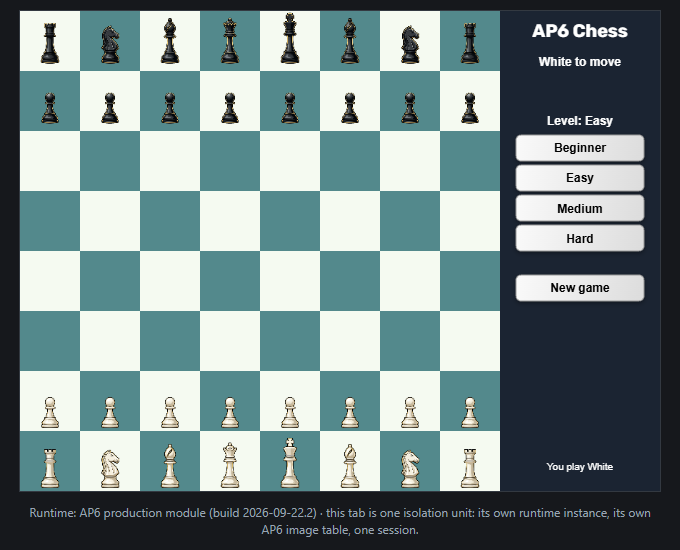 AP6 Chess
White to move
Level: Easy
Beginner
Easy
Medium
Hard
New game
You play White
Runtime: AP6 production module (build 2026-09-22.2) · this tab is one isolation unit: its own runtime instance, its own
AP6 image table, one session.